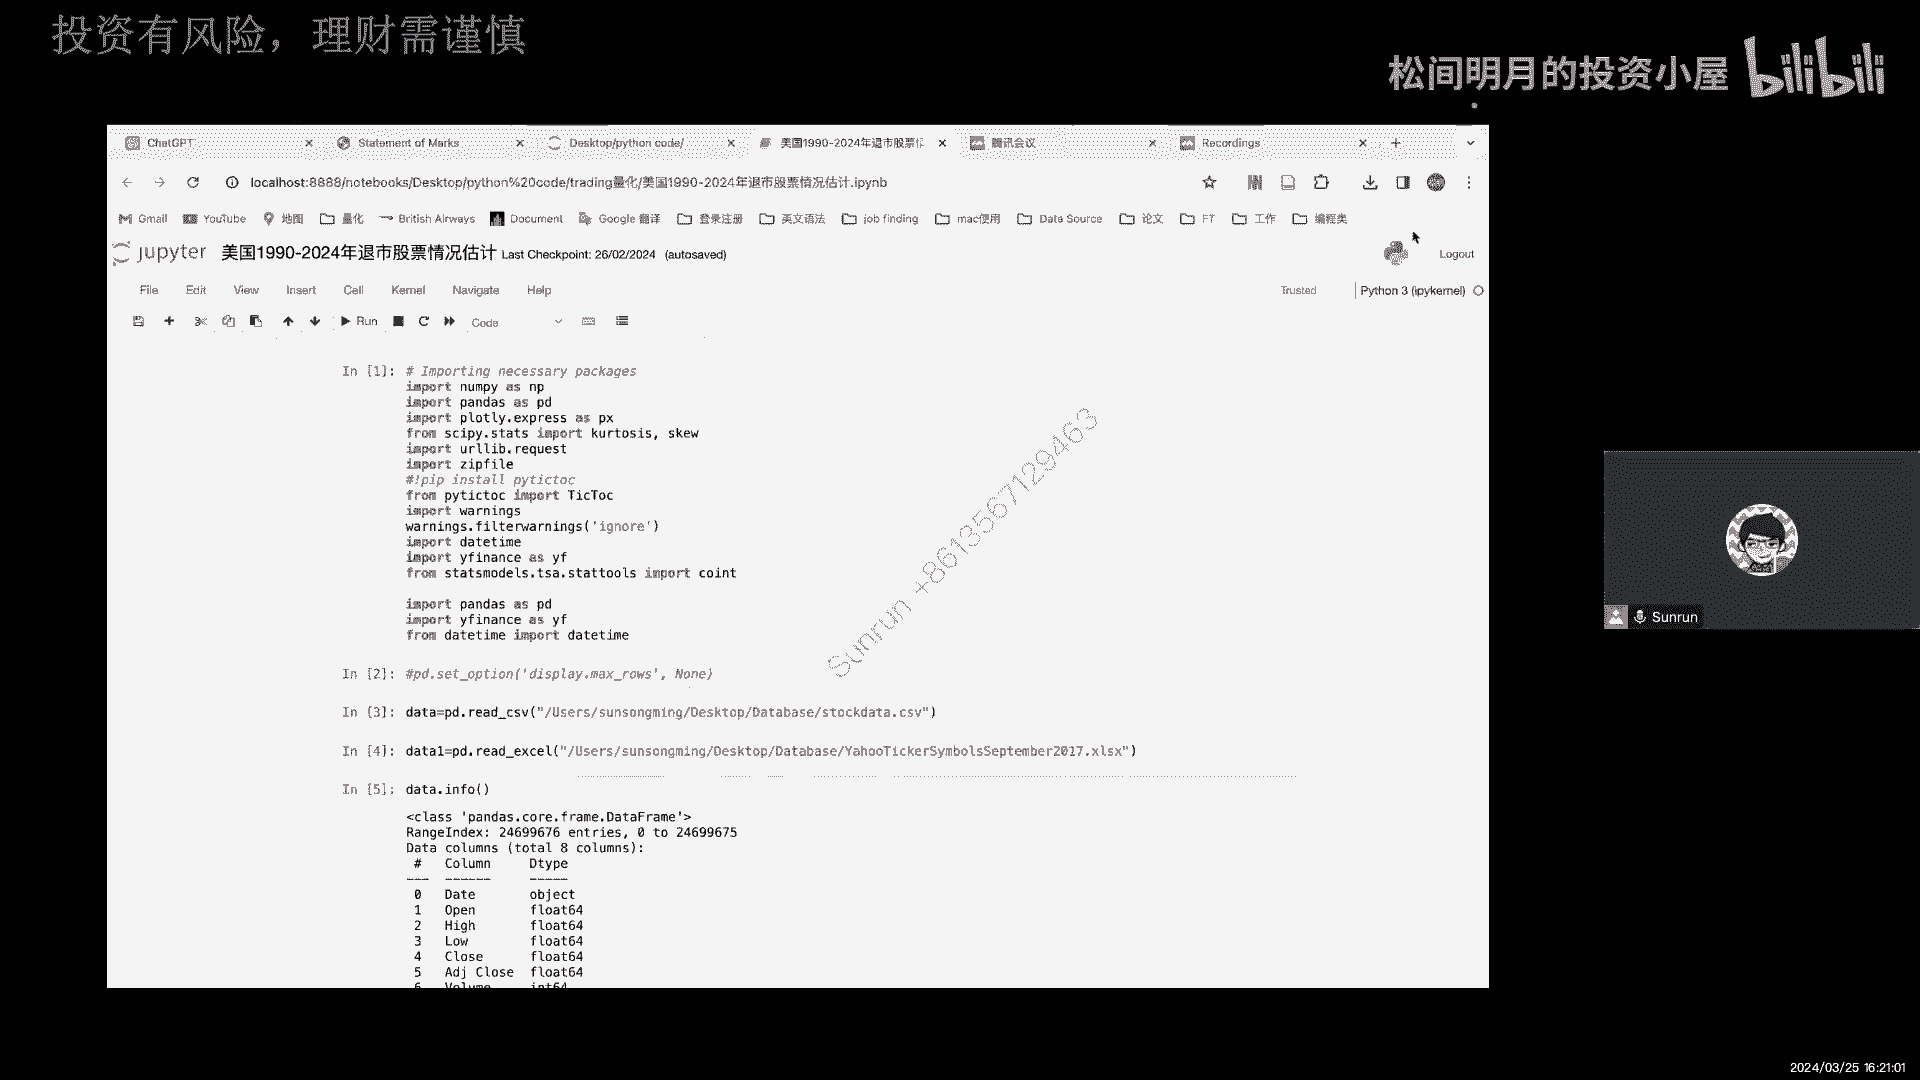 投资有风险，理财需谨慎
松间明月的投资小屋 bilibili
ChatGPT
Statement of Marks
Desktop/python code/
美国1990-2024年退市股票
腾讯会议
Recordings
localhost:8888/notebooks/Desktop/python%20code/trading量化/美国1990-2024年退市股票情况估计.ipynb
Gmail YouTube 地图 量化 British Airways Document Google 翻译 登录注册 英文语法 job finding mac使用 Data Source 论文 FT 工作 编程类
jupyter 美国1990-2024年退市股票情况估计 Last Checkpoint: 26/02/2024 (autosaved)
Logout
File Edit View Insert Cell Kernel Navigate Help
Trusted Python 3 (ipykernel)
Run Code
In [1]: # Importing necessary packages
import numpy as np
import pandas as pd
import plotly.express as px
from scipy.stats import kurtosis, skew
import urllib.request
import zipfile
#!pip install pytictoc
from pytictoc import TicToc
import warnings
warnings.filterwarnings('ignore')
import datetime
import yfinance as yf
from statsmodels.tsa.stattools import coint
import pandas as pd
import yfinance as yf
from datetime import datetime
In [2]: #pd.set_option('display.max_rows', None)
In [3]: data=pd.read_csv("/Users/sunsongming/Desktop/Database/stockdata.csv")
In [4]: data1=pd.read_excel("/Users/sunsongming/Desktop/Database/YahooTickerSymbolsSeptember2017.xlsx")
In [5]: data.info()
<class 'pandas.core.frame.DataFrame'>
RangeIndex: 24699676 entries, 0 to 24699675
Data columns (total 8 columns):
# Column Dtype
--- ------ -----
0 Date object
1 Open float64
2 High float64
3 Low float64
4 Close float64
5 Adj Close float64
6 Volume int64
Sunrun +8613567129463
Sunrun
2024/03/25 16:21:01